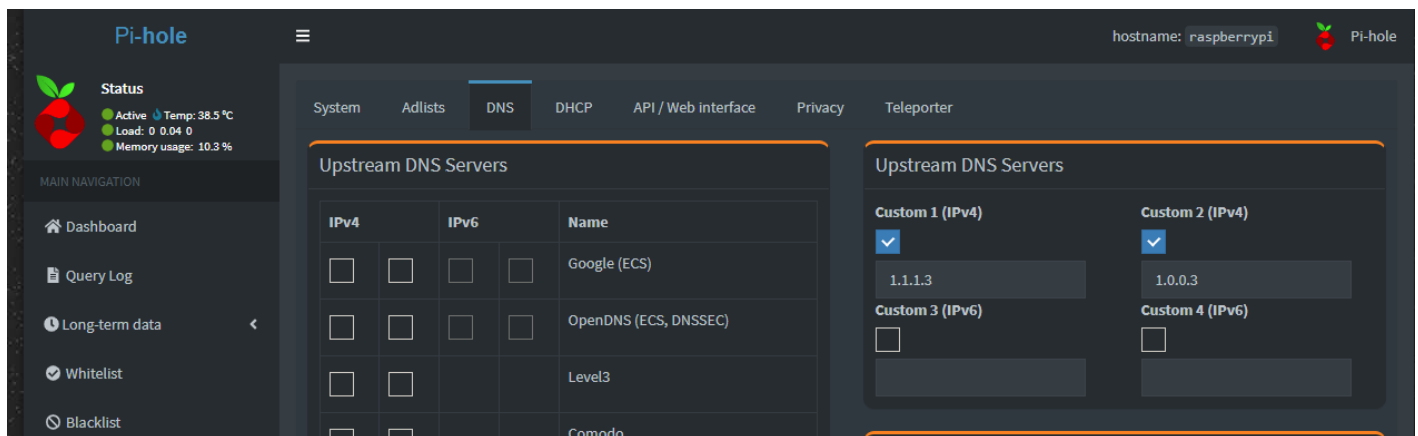 Pi-hole
hostname: raspberrypi
Pi-hole
Status
Active Temp: 38.5 °C
Load: 0 0.04 0
Memory usage: 10.3 %
MAIN NAVIGATION
Dashboard
Query Log
Long-term data
Whitelist
Blacklist
System Adlists DNS DHCP API / Web interface Privacy Teleporter
Upstream DNS Servers
IPv4 IPv6 Name
Google (ECS)
OpenDNS (ECS, DNSSEC)
Level3
Comodo
Upstream DNS Servers
Custom 1 (IPv4) Custom 2 (IPv4)
1.1.1.3 1.0.0.3
Custom 3 (IPv6) Custom 4 (IPv6)